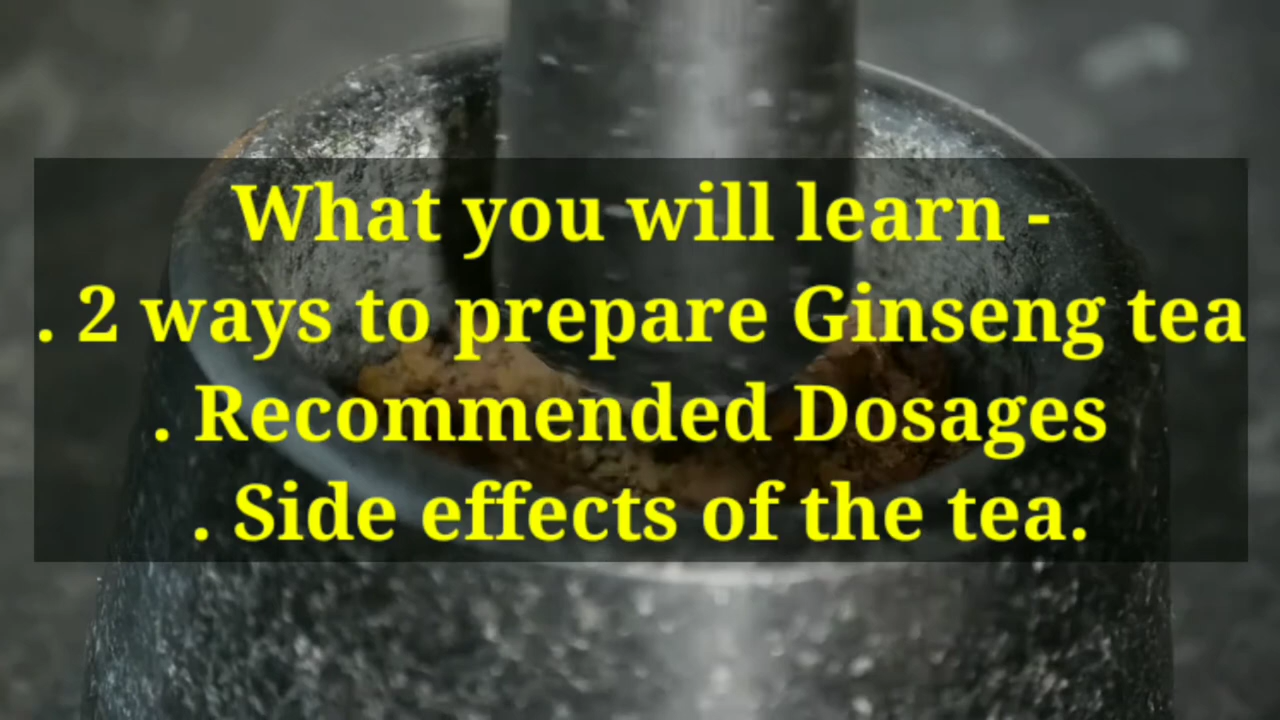 What you will learn -
. 2 ways to prepare Ginseng tea
. Recommended Dosages
. Side effects of the tea.